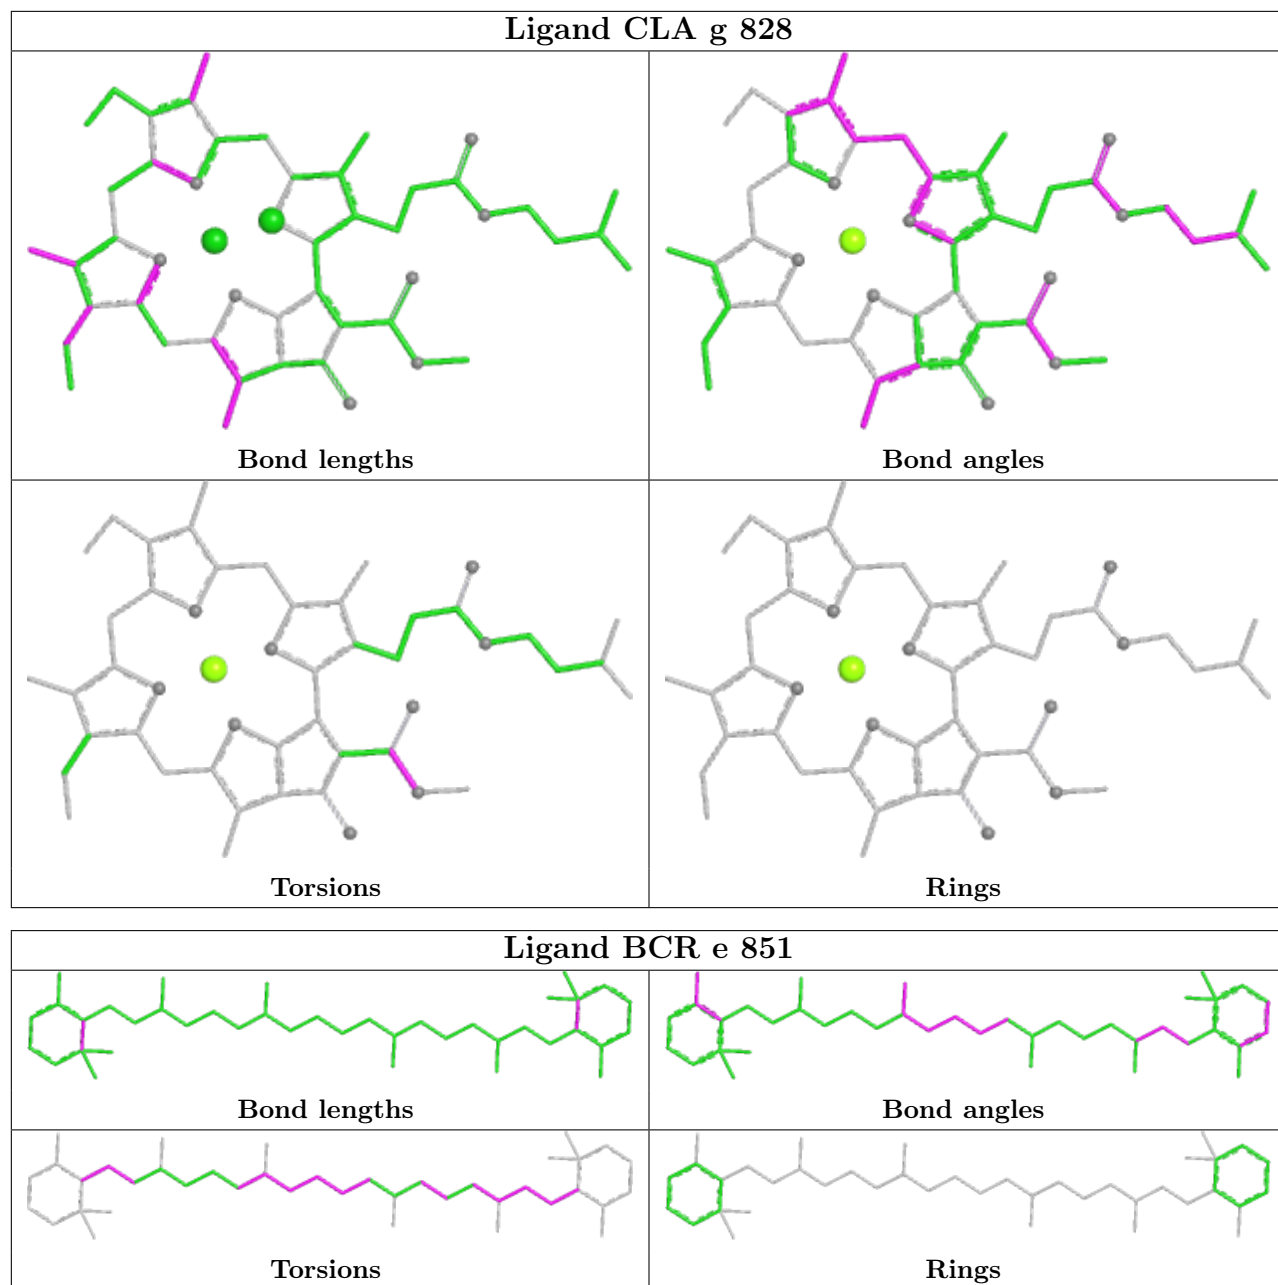 Ligand CLA g 828
Bond lengths
Bond angles
Torsions
Rings
Ligand BCR e 851
Bond lengths
Bond angles
Torsions
Rings